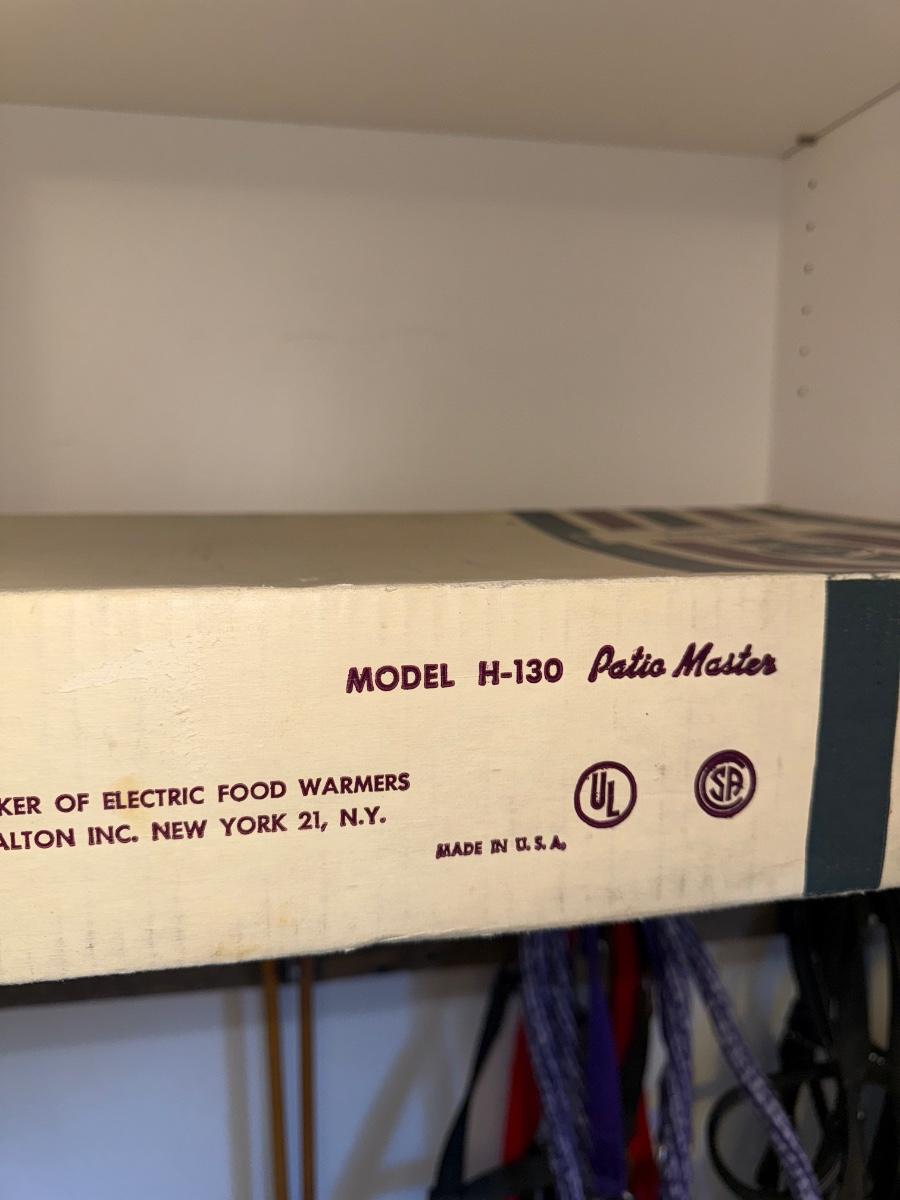 MODEL H-130 Patio Master
KER OF ELECTRIC FOOD WARMERS
ALTON INC. NEW YORK 21, N.Y.
UL
SA
MADE IN U.S.A.